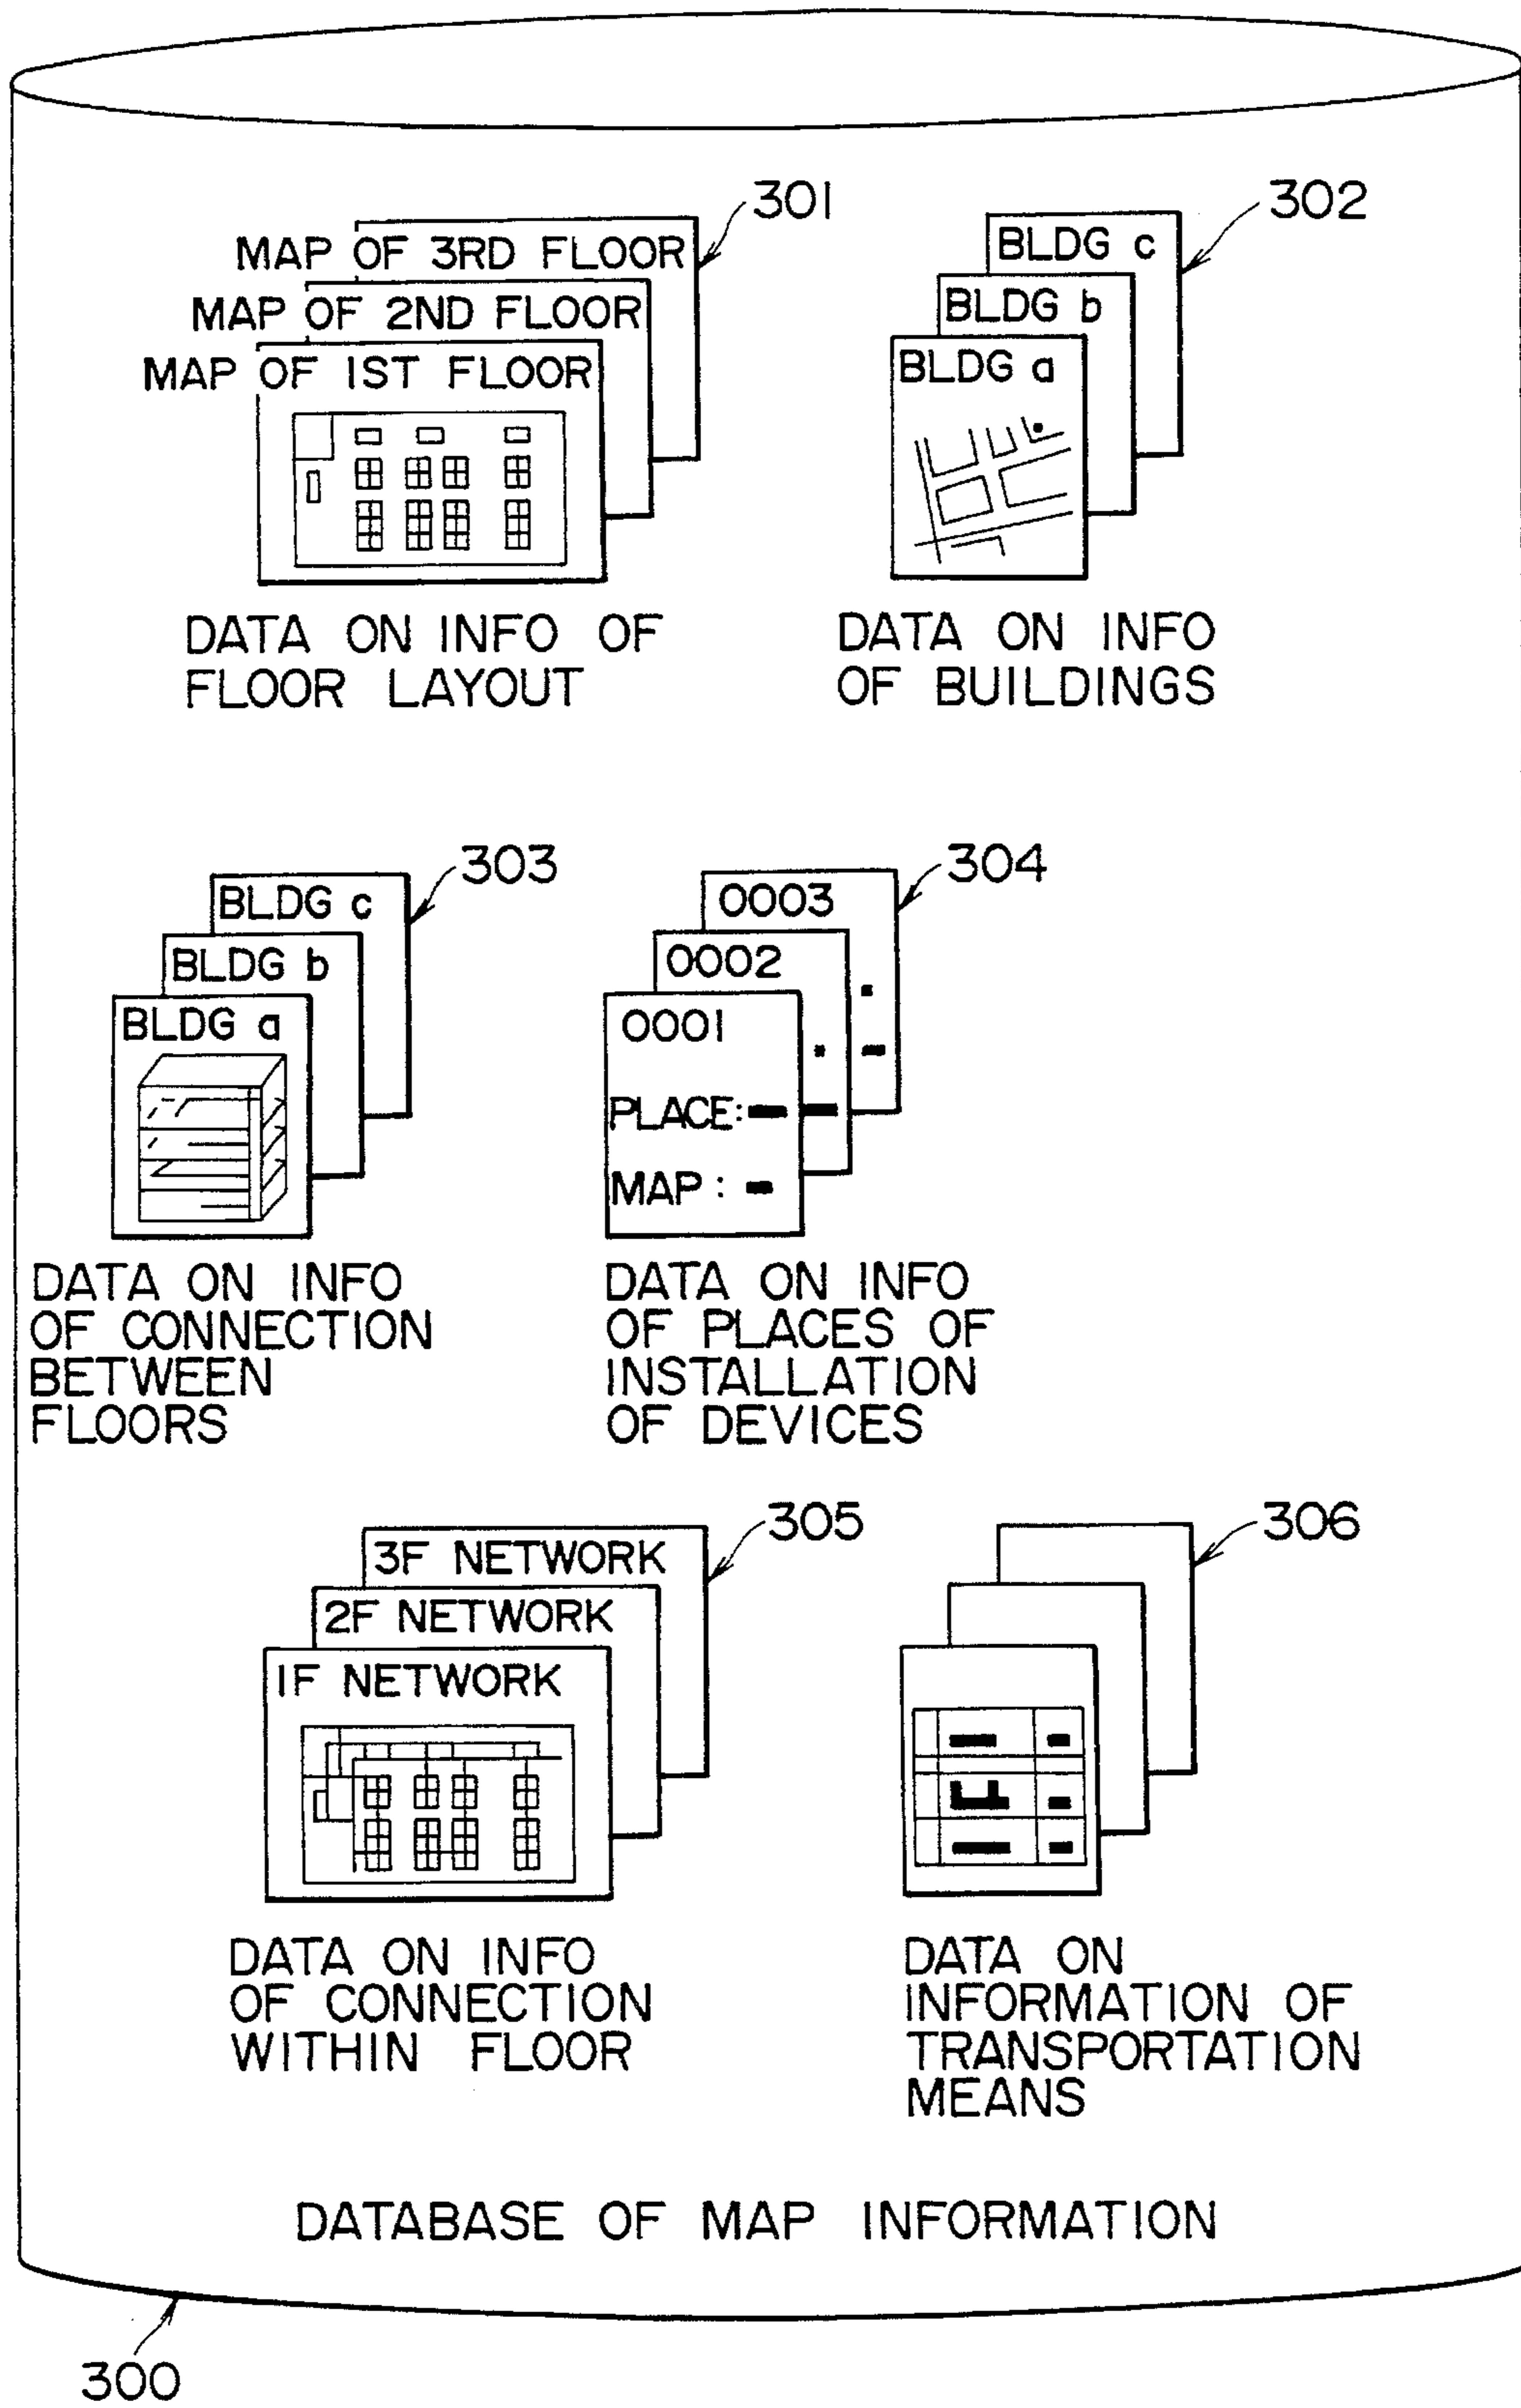 301
MAP OF 3RD FLOOR
MAP OF 2ND FLOOR
MAP OF 1ST FLOOR
DATA ON INFO OF
FLOOR LAYOUT
302
BLDG c
BLDG b
BLDG a
DATA ON INFO
OF BUILDINGS
303
BLDG c
BLDG b
BLDG a
DATA ON INFO
OF CONNECTION
BETWEEN
FLOORS
304
0003
0002
0001
PLACE:
MAP :
DATA ON INFO
OF PLACES OF
INSTALLATION
OF DEVICES
305
3F NETWORK
2F NETWORK
1F NETWORK
DATA ON INFO
OF CONNECTION
WITHIN FLOOR
306
DATA ON
INFORMATION OF
TRANSPORTATION
MEANS
DATABASE OF MAP INFORMATION
300